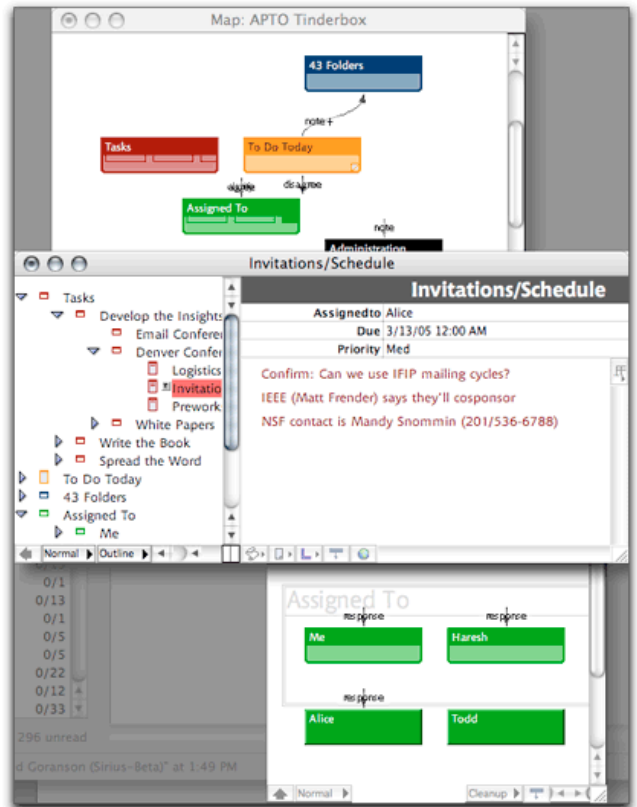 Map: APTO Tinderbox
43 Folders
note +
Tasks
To Do Today
disagree
Assigned To
note
Administration
Invitations/Schedule
Invitations/Schedule
Tasks
Develop the Insights
Email Confere
Denver Confer
Logistics
Invitatio
Prework
White Papers
Write the Book
Spread the Word
To Do Today
43 Folders
Assigned To
Me
Assignedto Alice
Due 3/13/05 12:00 AM
Priority Med
Confirm: Can we use IFIP mailing cycles?
IEEE (Matt Frender) says they'll cosponsor
NSF contact is Mandy Snommin (201/536-6788)
Normal Outline
0/1
0/13
0/1
0/5
0/5
0/22
0/12
0/33
296 unread
d Goranson (Sirius-Beta)" at 1:49 PM
Assigned To
response response
Me Haresh
response
Alice Todd
Normal Cleanup